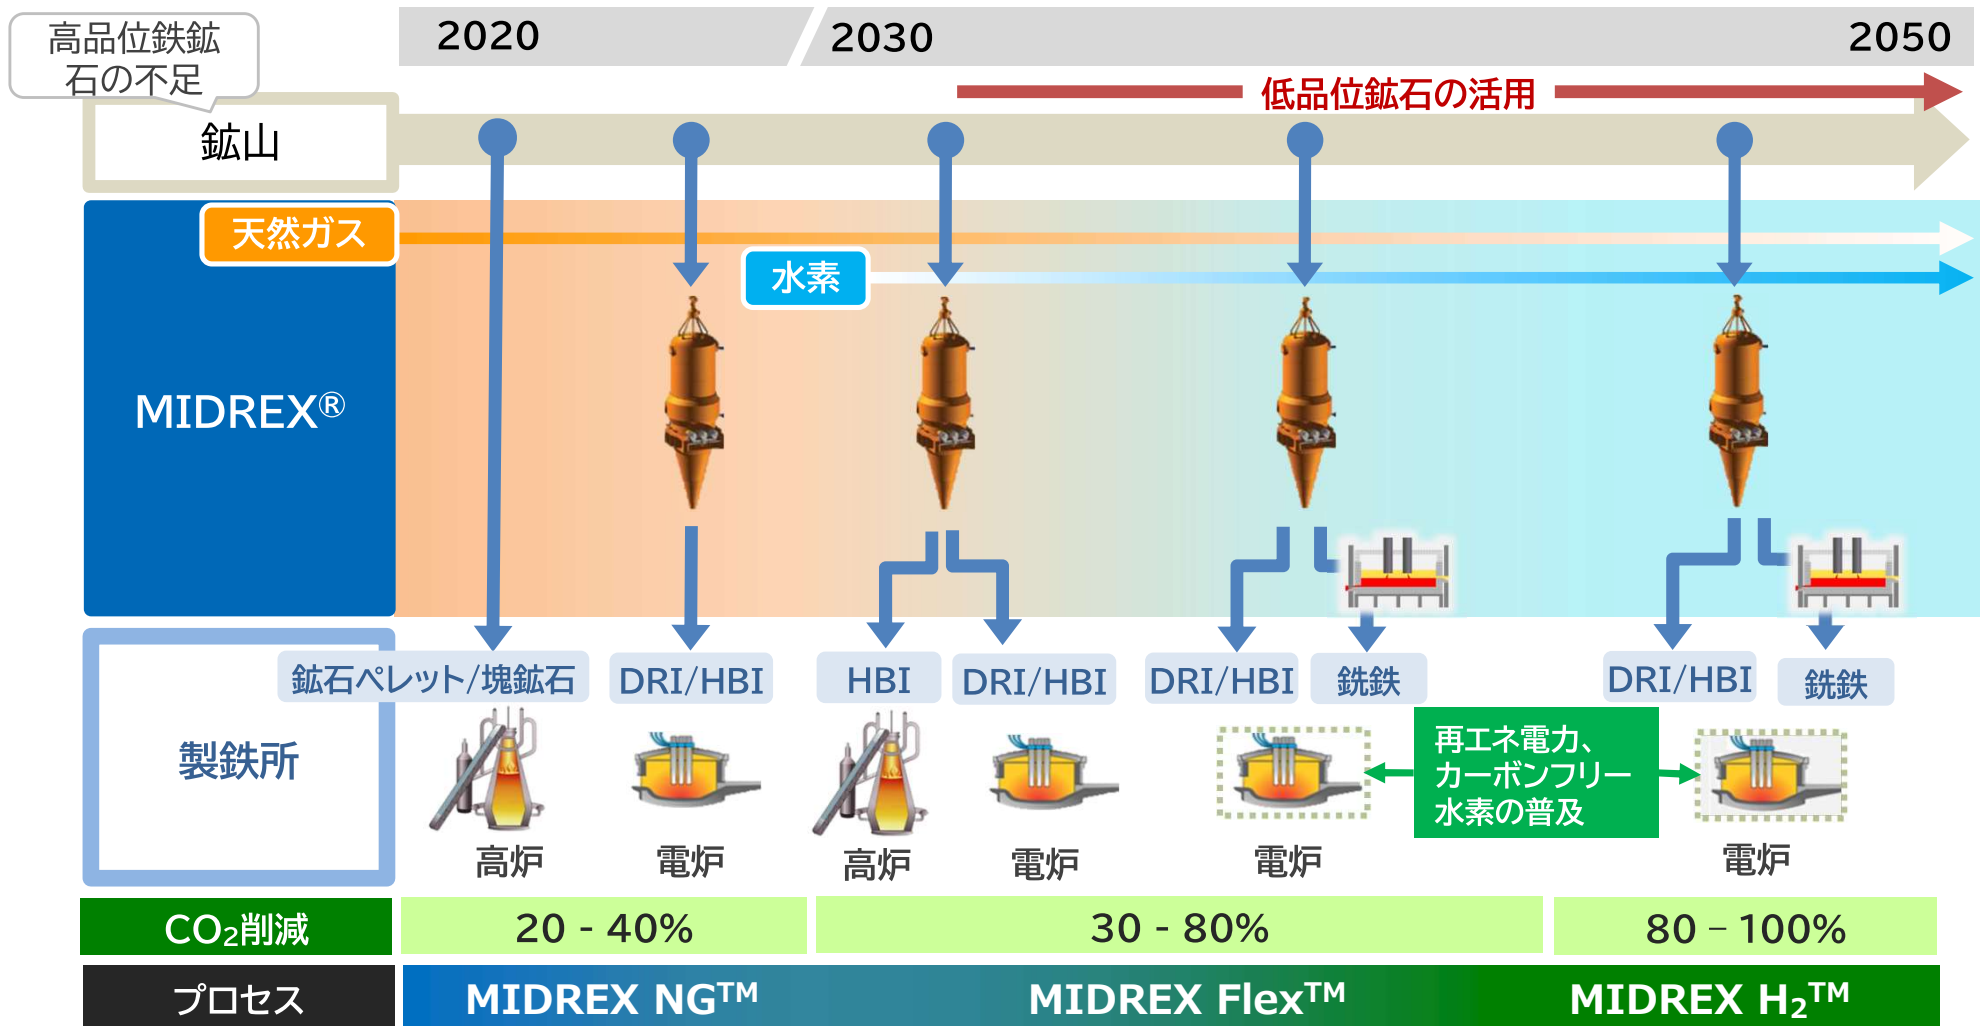 高品位鉄鉱
石の不足
2020
2030
2050
低品位鉱石の活用
鉱山
天然ガス
水素
MIDREX®
鉱石ペレット/塊鉱石
DRI/HBI
HBI
DRI/HBI
DRI/HBI
銑鉄
DRI/HBI
銑鉄
製鉄所
再エネ電力、
カーボンフリー
水素の普及
高炉
電炉
高炉
電炉
電炉
電炉
CO₂削減
20 - 40%
30 - 80%
80 – 100%
プロセス
MIDREX NG™
MIDREX Flex™
MIDREX H₂™